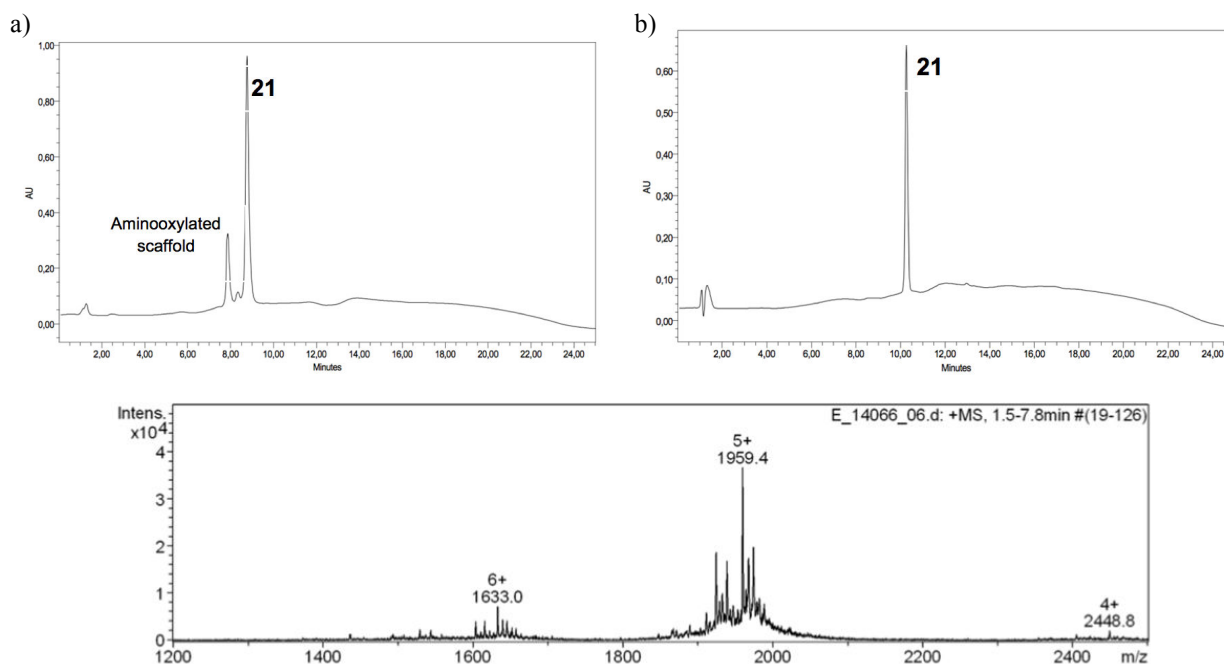 a)
1,00
0,80
0,60
0,40
0,20
0,00
AU
21
Aminooxylated
scaffold
2,00 4,00 6,00 8,00 10,00 12,00 14,00 16,00 18,00 20,00 22,00 24,00
Minutes
b)
0,60
0,50
0,40
0,30
0,20
0,10
0,00
AU
21
2,00 4,00 6,00 8,00 10,00 12,00 14,00 16,00 18,00 20,00 22,00 24,00
Minutes
Intens.
x10⁴
E_14066_06.d: +MS, 1.5-7.8min #(19-126)
4
3
2
1
0
6+
1633.0
5+
1959.4
4+
2448.8
1200 1400 1600 1800 2000 2200 2400 m/z